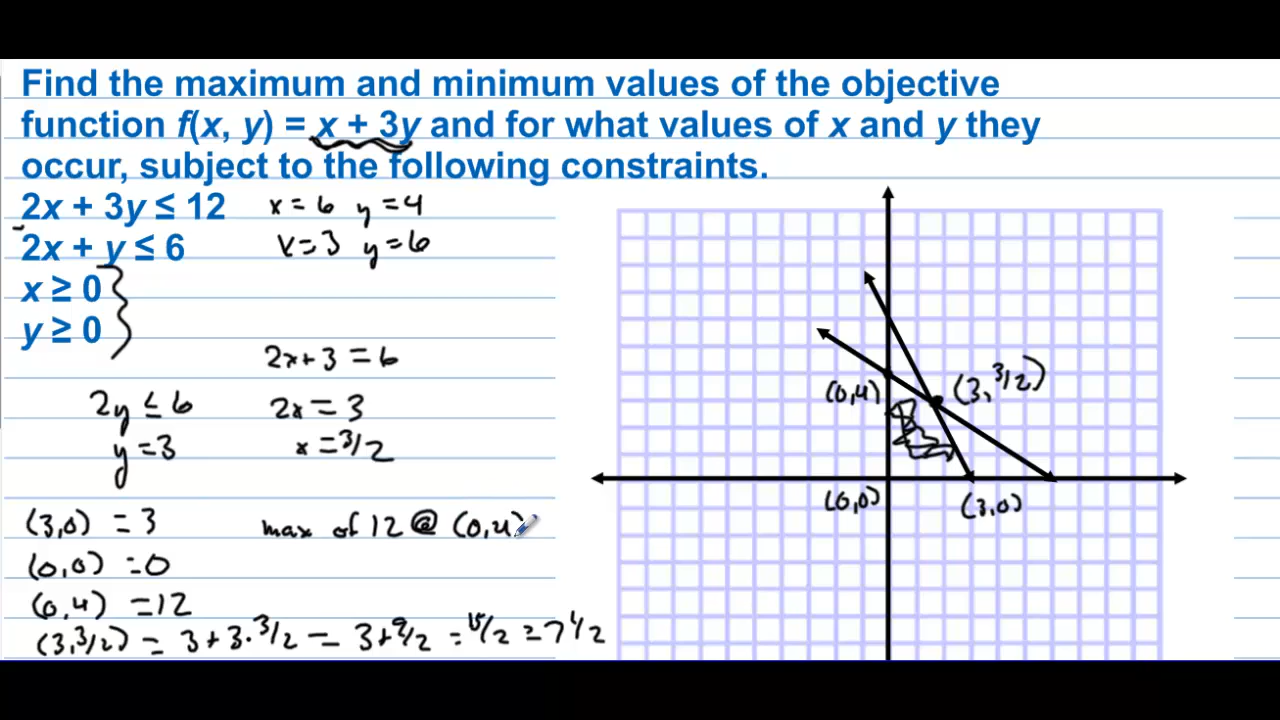 Find the maximum and minimum values of the objective
function f(x, y) = x + 3y and for what values of x and y they
occur, subject to the following constraints.
2x + 3y ≤ 12 x = 6 y = 4
2x + y ≤ 6 x = 3 y = 6
x ≥ 0
y ≥ 0
2x + 3 = 6
2y ≤ 6 2x = 3
y = 3 x = 3/2
(3,0) = 3 max of 12 @ (0,4)
(0,0) = 0
(0,4) = 12
(3,3/2) = 3 + 3 · 3/2 = 3 + 9/2 = 15/2 = 7 1/2
(0,4) (3, 3/2)
(0,0) (3,0)